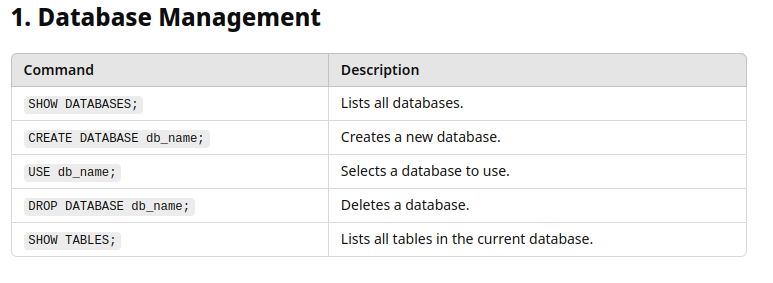 1. Database Management
Command Description
SHOW DATABASES; Lists all databases.
CREATE DATABASE db_name; Creates a new database.
USE db_name; Selects a database to use.
DROP DATABASE db_name; Deletes a database.
SHOW TABLES; Lists all tables in the current database.